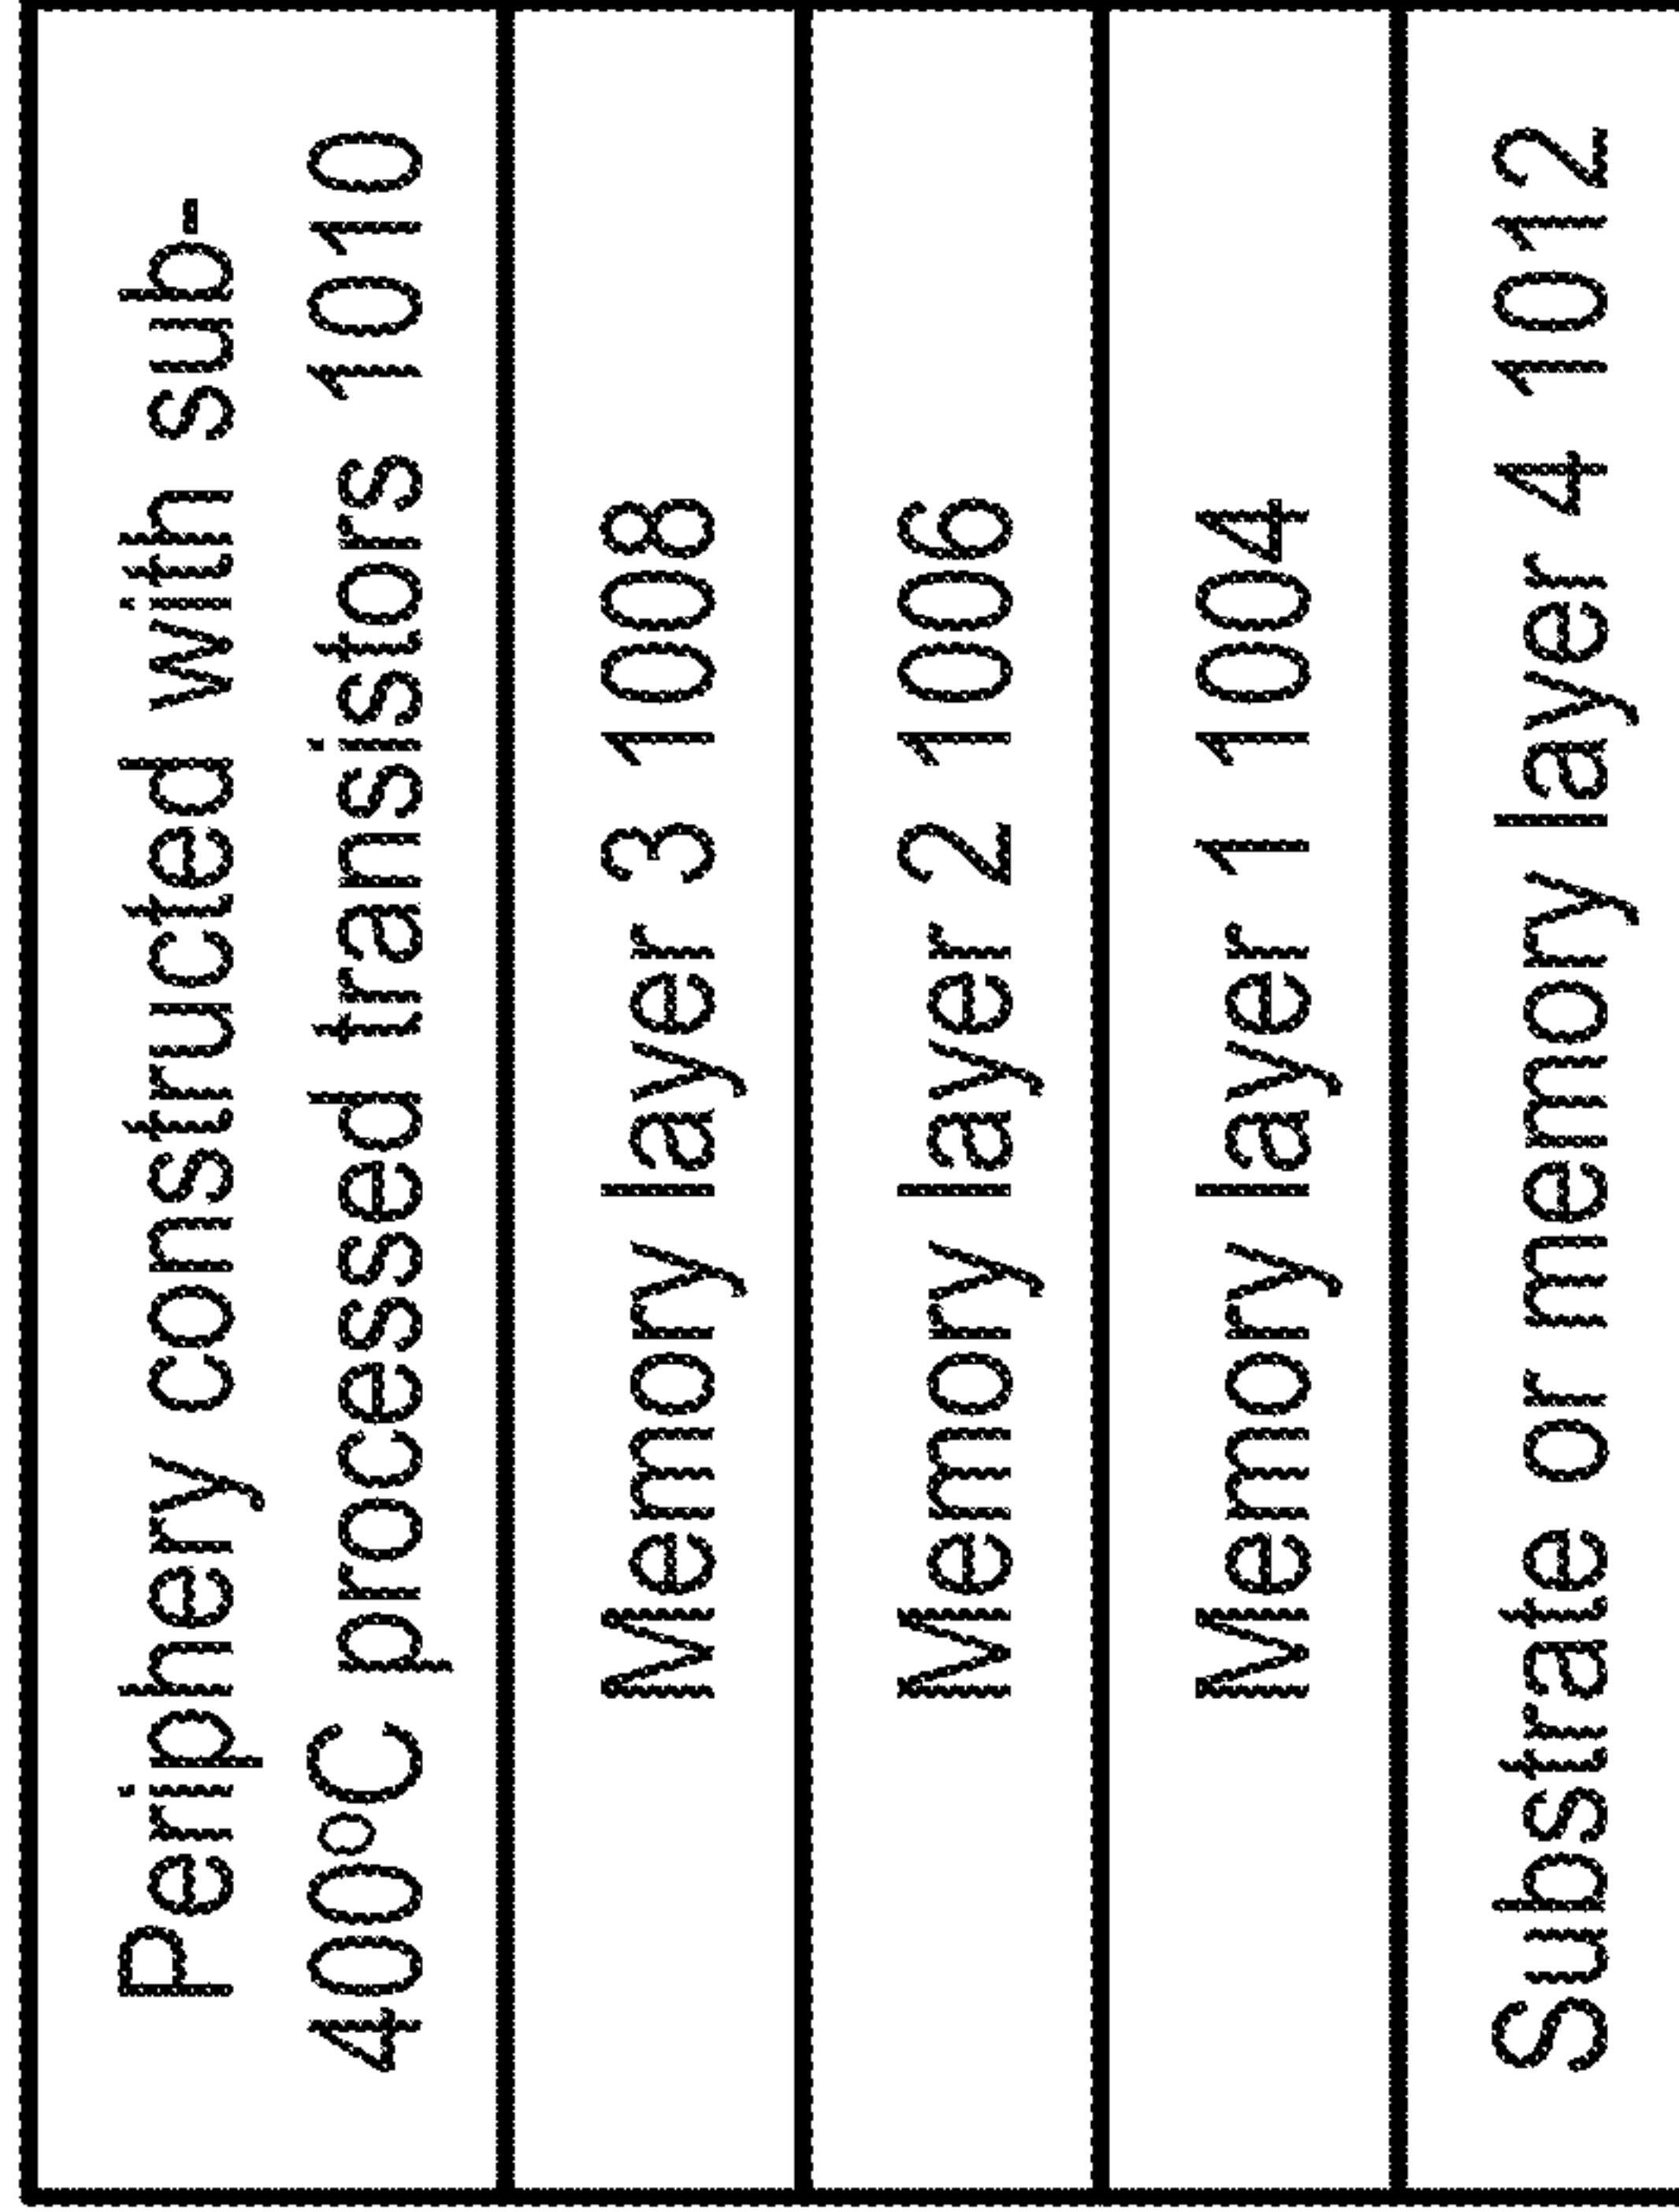 Periphery constructed with sub-
400ºC processed transistors 1010
Memory layer 3 1008
Memory layer 2 1006
Memory layer 1 1004
Substrate or memory layer 4 1012